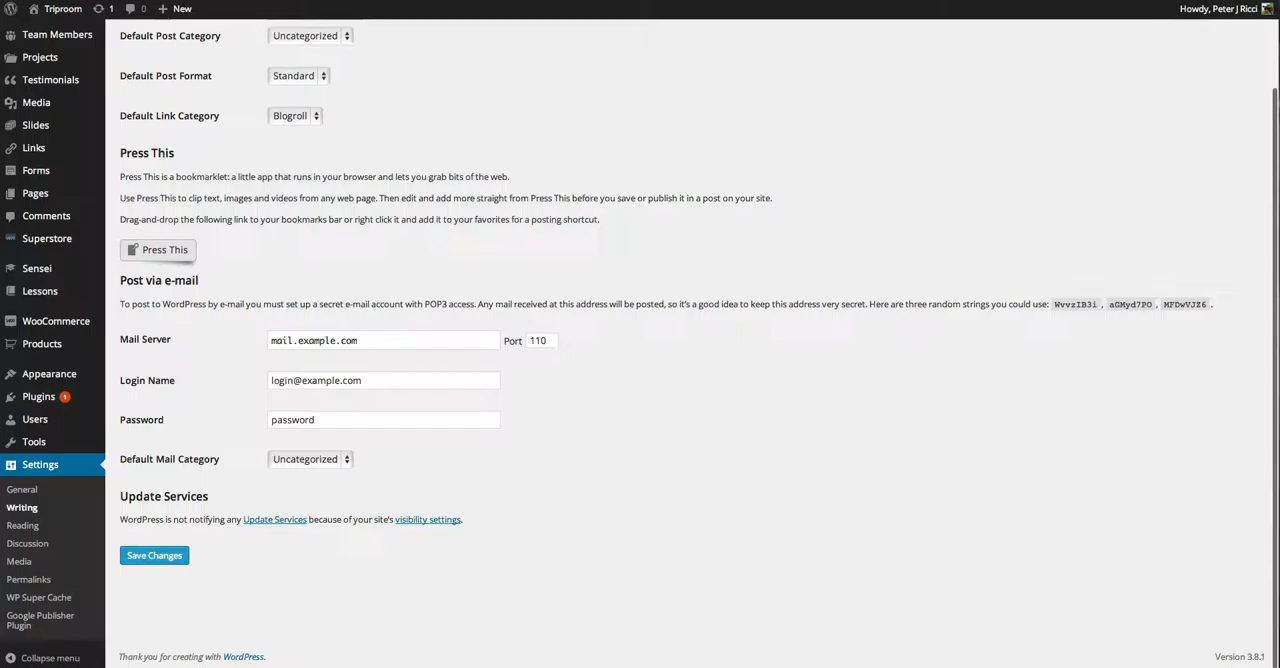 Triproom 1 0 New Howdy, Peter J Ricci
Team Members
Projects
Testimonials
Media
Slides
Links
Forms
Pages
Comments
Superstore
Sensei
Lessons
WooCommerce
Products
Appearance
Plugins 1
Users
Tools
Settings
General
Writing
Reading
Discussion
Media
Permalinks
WP Super Cache
Google Publisher
Plugin
Collapse menu
Default Post Category Uncategorized
Default Post Format Standard
Default Link Category Blogroll
Press This
Press This is a bookmarklet: a little app that runs in your browser and lets you grab bits of the web.
Use Press This to clip text, images and videos from any web page. Then edit and add more straight from Press This before you save or publish it in a post on your site.
Drag-and-drop the following link to your bookmarks bar or right click it and add it to your favorites for a posting shortcut.
Press This
Post via e-mail
To post to WordPress by e-mail you must set up a secret e-mail account with POP3 access. Any mail received at this address will be posted, so it's a good idea to keep this address very secret. Here are three random strings you could use: WvvzIB3i , aGMyd7PO , MFDwVJZ6 .
Mail Server mail.example.com Port 110
Login Name login@example.com
Password password
Default Mail Category Uncategorized
Update Services
WordPress is not notifying any Update Services because of your site's visibility settings.
Save Changes
Thank you for creating with WordPress. Version 3.8.1